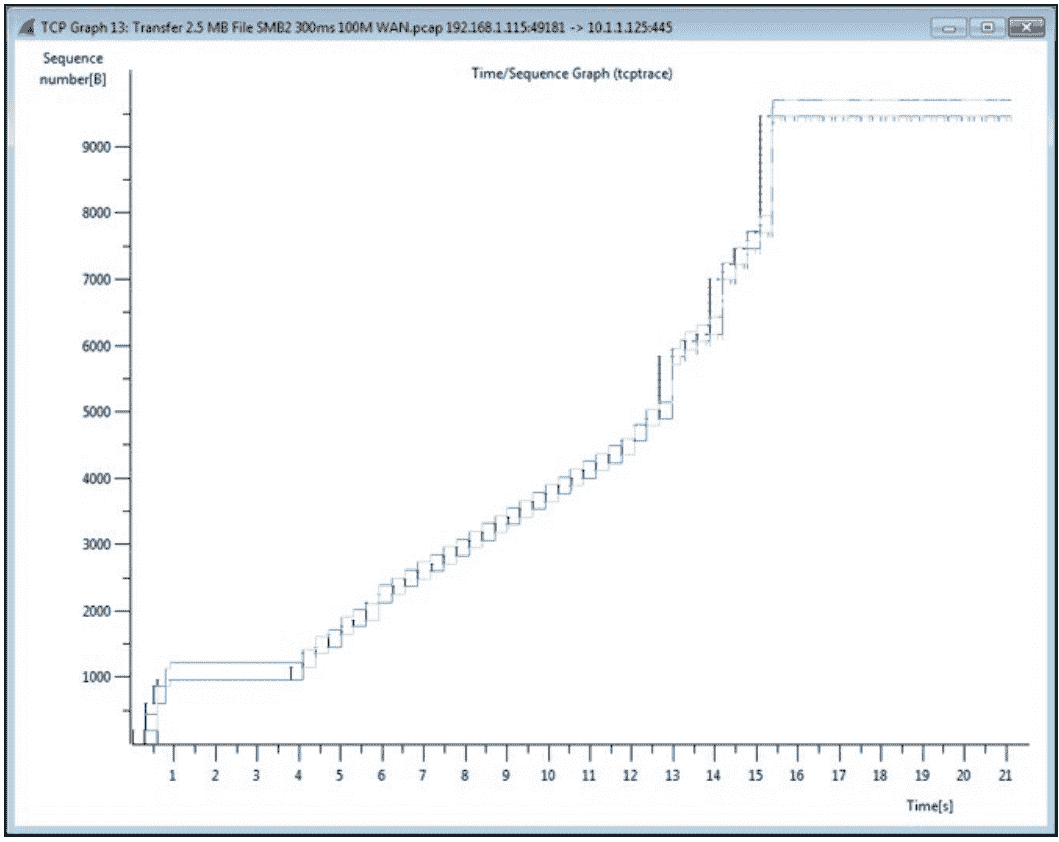 TCP Graph 13: Transfer 2.5 MB File SMB2 300ms 100M WAN.pcap 192.168.1.115:49181 -> 10.1.1.125:445
Sequence
number[B]
Time/Sequence Graph (tcptrace)
9000
8000
7000
6000
5000
4000
3000
2000
1000
1 2 3 4 5 6 7 8 9 10 11 12 13 14 15 16 17 18 19 20 21
Time[s]